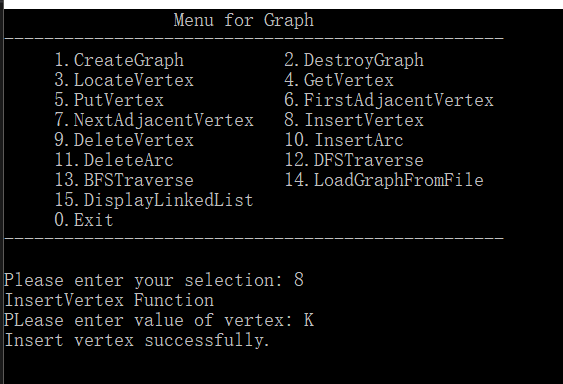 Menu for Graph
--------------------------------------------------
1.CreateGraph 2.DestroyGraph
3.LocateVertex 4.GetVertex
5.PutVertex 6.FirstAdjacentVertex
7.NextAdjacentVertex 8.InsertVertex
9.DeleteVertex 10.InsertArc
11.DeleteArc 12.DFSTraverse
13.BFSTraverse 14.LoadGraphFromFile
15.DisplayLinkedList
0.Exit
--------------------------------------------------
Please enter your selection: 8
InsertVertex Function
PLease enter value of vertex: K
Insert vertex successfully.